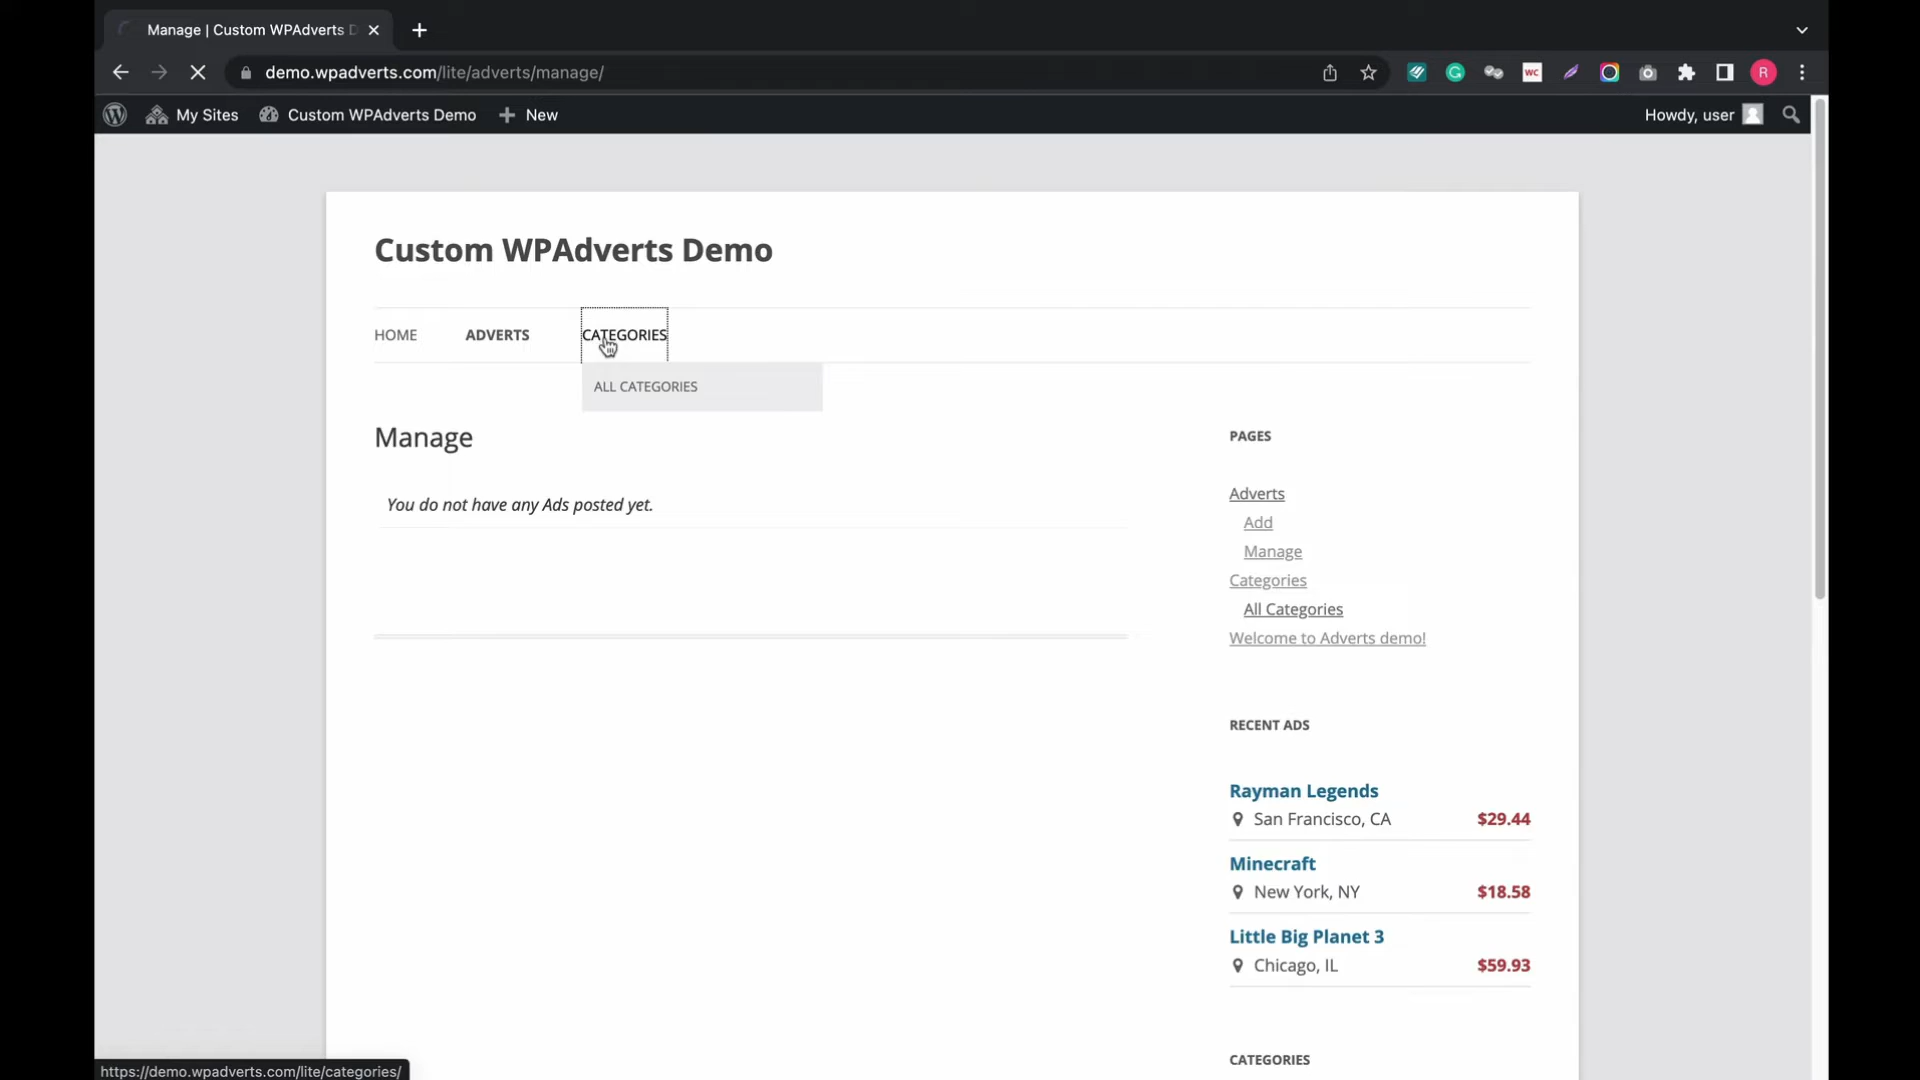 Manage | Custom WPAdverts D
demo.wpadverts.com/lite/adverts/manage/
WC
R
My Sites
Custom WPAdverts Demo
New
Howdy, user
Custom WPAdverts Demo
HOME
ADVERTS
CATEGORIES
ALL CATEGORIES
Manage
You do not have any Ads posted yet.
PAGES
Adverts
Add
Manage
Categories
All Categories
Welcome to Adverts demo!
RECENT ADS
Rayman Legends
San Francisco, CA $29.44
Minecraft
New York, NY $18.58
Little Big Planet 3
Chicago, IL $59.93
CATEGORIES
https://demo.wpadverts.com/lite/categories/